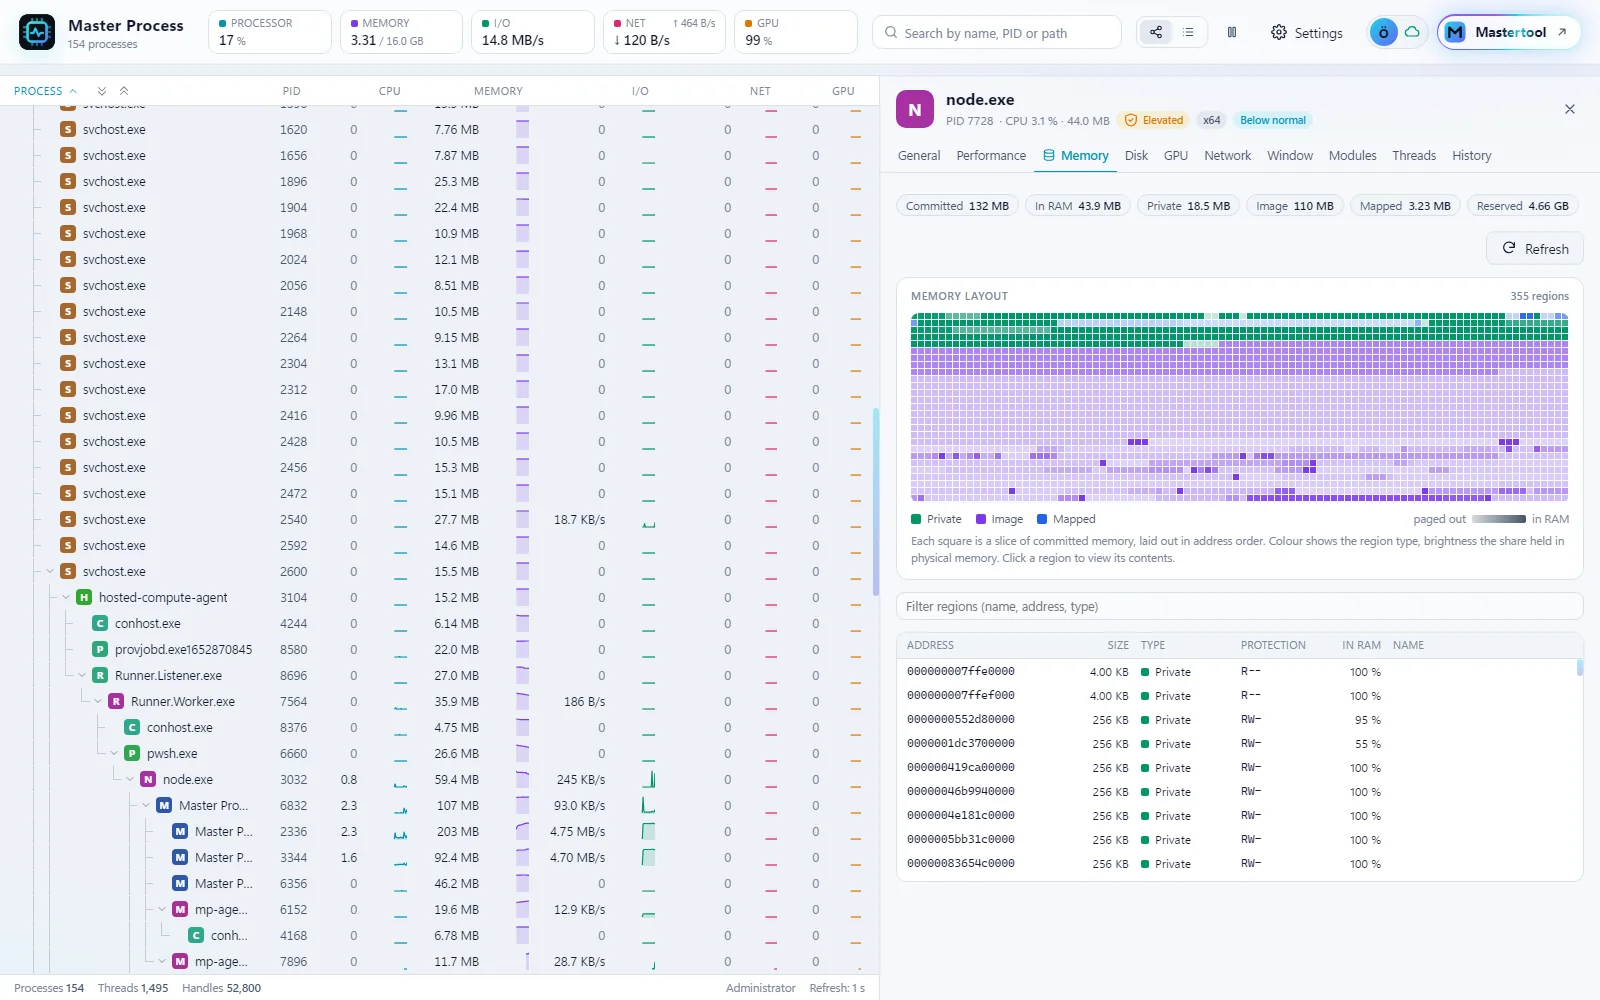 Master Process
154 processes
PROCESSOR
17 %
MEMORY
3.31 / 16.0 GB
I/O
14.8 MB/s
NET ↑ 464 B/s
↓ 120 B/s
GPU
99 %
Search by name, PID or path
Settings
ö
M Mastertool ↗
PROCESS PID CPU MEMORY I/O NET GPU
S svchost.exe 1620 0 7.76 MB 0 0 0
S svchost.exe 1656 0 7.87 MB 0 0 0
S svchost.exe 1896 0 25.3 MB 0 0 0
S svchost.exe 1904 0 22.4 MB 0 0 0
S svchost.exe 1968 0 10.9 MB 0 0 0
S svchost.exe 2024 0 12.1 MB 0 0 0
S svchost.exe 2056 0 8.51 MB 0 0 0
S svchost.exe 2148 0 10.5 MB 0 0 0
S svchost.exe 2264 0 9.15 MB 0 0 0
S svchost.exe 2304 0 13.1 MB 0 0 0
S svchost.exe 2312 0 17.0 MB 0 0 0
S svchost.exe 2416 0 9.96 MB 0 0 0
S svchost.exe 2428 0 10.5 MB 0 0 0
S svchost.exe 2456 0 15.3 MB 0 0 0
S svchost.exe 2472 0 15.1 MB 0 0 0
S svchost.exe 2540 0 27.7 MB 18.7 KB/s 0 0
S svchost.exe 2592 0 14.6 MB 0 0 0
S svchost.exe 2600 0 15.5 MB 0 0 0
H hosted-compute-agent 3104 0 15.2 MB 0 0 0
C conhost.exe 4244 0 6.14 MB 0 0 0
P provjobd.exe1652870845 8580 0 22.0 MB 0 0 0
R Runner.Listener.exe 8696 0 27.0 MB 0 0 0
R Runner.Worker.exe 7564 0 35.9 MB 186 B/s 0 0
C conhost.exe 8376 0 4.75 MB 0 0 0
P pwsh.exe 6660 0 26.6 MB 0 0 0
N node.exe 3032 0.8 59.4 MB 245 KB/s 0 0
M Master Pro... 6832 2.3 107 MB 93.0 KB/s 0 0
M Master P... 2336 2.3 203 MB 4.75 MB/s 0 0
M Master P... 3344 1.6 92.4 MB 4.70 MB/s 0 0
M Master P... 6356 0 46.2 MB 0 0 0
M mp-age... 6152 0 19.6 MB 12.9 KB/s 0 0
C conh... 4168 0 6.78 MB 0 0 0
M mp-age... 7896 0 11.7 MB 28.7 KB/s 0 0
Processes 154 Threads 1,495 Handles 52,800 Administrator Refresh: 1 s
N node.exe
PID 7728 · CPU 3.1 % · 44.0 MB Elevated x64 Below normal
General Performance Memory Disk GPU Network Window Modules Threads History
Committed 132 MB In RAM 43.9 MB Private 18.5 MB Image 110 MB Mapped 3.23 MB Reserved 4.66 GB
Refresh
MEMORY LAYOUT 355 regions
Private Image Mapped paged out in RAM
Each square is a slice of committed memory, laid out in address order. Colour shows the region type, brightness the share held in
physical memory. Click a region to view its contents.
Filter regions (name, address, type)
ADDRESS SIZE TYPE PROTECTION IN RAM NAME
000000007ffe0000 4.00 KB Private R-- 100 %
000000007ffef000 4.00 KB Private R-- 100 %
0000000552d80000 256 KB Private RW- 95 %
0000001dc3700000 256 KB Private RW- 55 %
000000419ca00000 256 KB Private RW- 100 %
00000046b9940000 256 KB Private RW- 100 %
0000004e181c0000 256 KB Private RW- 100 %
0000005bb31c0000 256 KB Private RW- 100 %
00000083654c0000 256 KB Private RW- 100 %